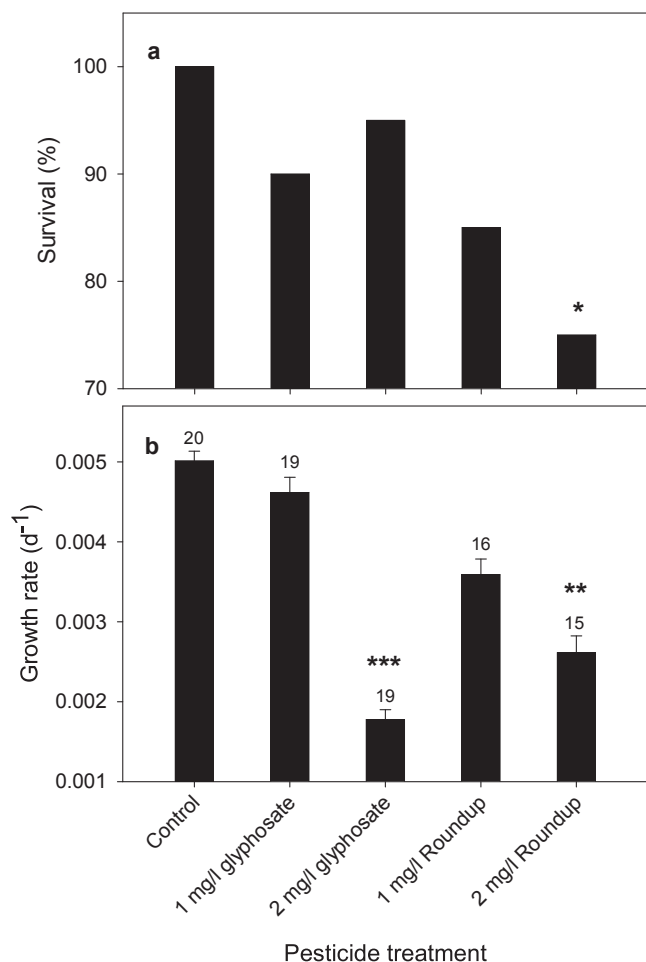 a
100
90
80
70
Survival (%)
*
b
0.005
0.004
0.003
0.002
0.001
Growth rate (d-1)
20
19
***
19
16
**
15
Control
1 mg/l glyphosate
2 mg/l glyphosate
1 mg/l Roundup
2 mg/l Roundup
Pesticide treatment